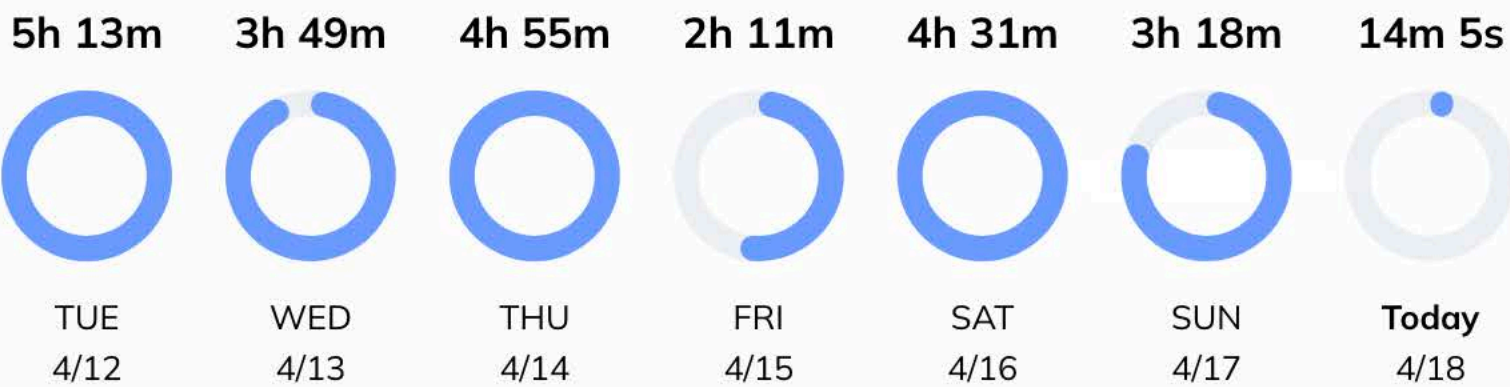 5h 13m 3h 49m 4h 55m 2h 11m 4h 31m 3h 18m 14m 5s
TUE WED THU FRI SAT SUN Today
4/12 4/13 4/14 4/15 4/16 4/17 4/18